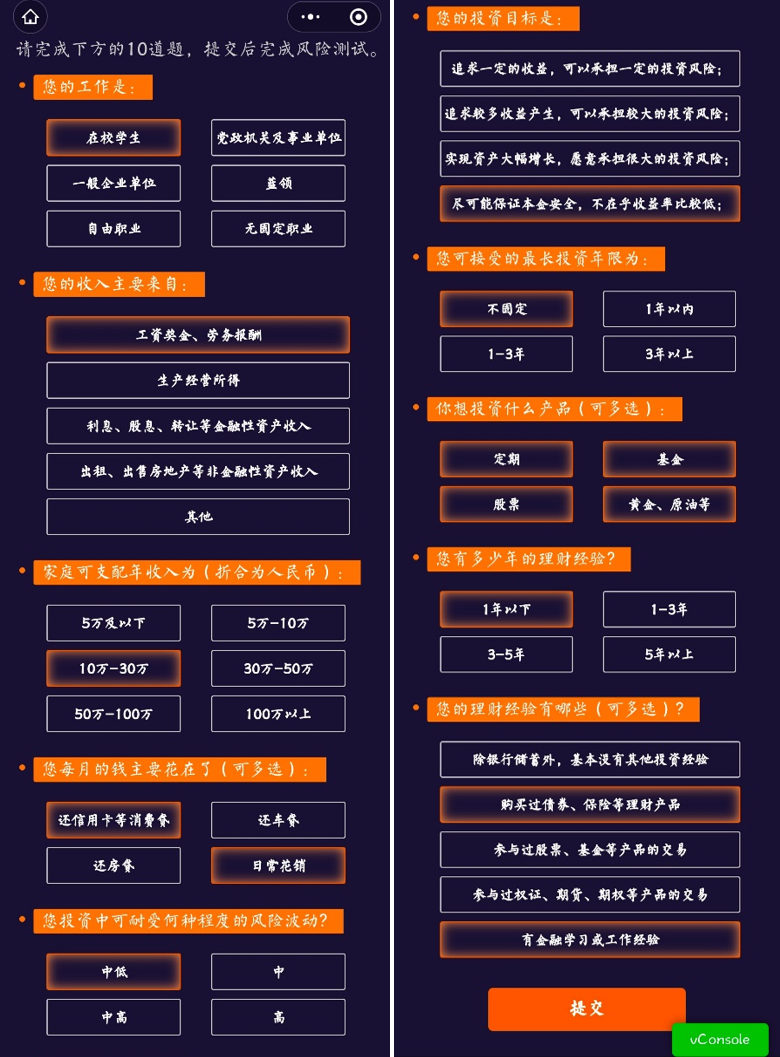 请完成下方的10道题，提交后完成风险测试。
您的工作是：
在校学生
党政机关及事业单位
一般企业单位
蓝领
自由职业
无固定职业
您的收入主要来自：
工资奖金、劳务报酬
生产经营所得
利息、股息、转让等金融性资产收入
出租、出售房地产等非金融性资产收入
其他
家庭可支配年收入为（折合为人民币）：
5万及以下
5万-10万
10万-30万
30万-50万
50万-100万
100万以上
您每月的钱主要花在了（可多选）：
还信用卡等消费贷
还车贷
还房贷
日常花销
您投资中可耐受何种程度的风险波动?
中低
中
中高
高
您的投资目标是：
追求一定的收益，可以承担一定的投资风险；
追求较多收益产生，可以承担较大的投资风险；
实现资产大幅增长，愿意承担很大的投资风险；
尽可能保证本金安全，不在乎收益率比较低；
您可接受的最长投资年限为：
不固定
1年以内
1-3年
3年以上
你想投资什么产品（可多选）：
定期
基金
股票
黄金、原油等
您有多少年的理财经验?
1年以下
1-3年
3-5年
5年以上
您的理财经验有哪些（可多选）?
除银行储蓄外，基本没有其他投资经验
购买过债券、保险等理财产品
参与过股票、基金等产品的交易
参与过权证、期货、期权等产品的交易
有金融学习或工作经验
提交
vConsole